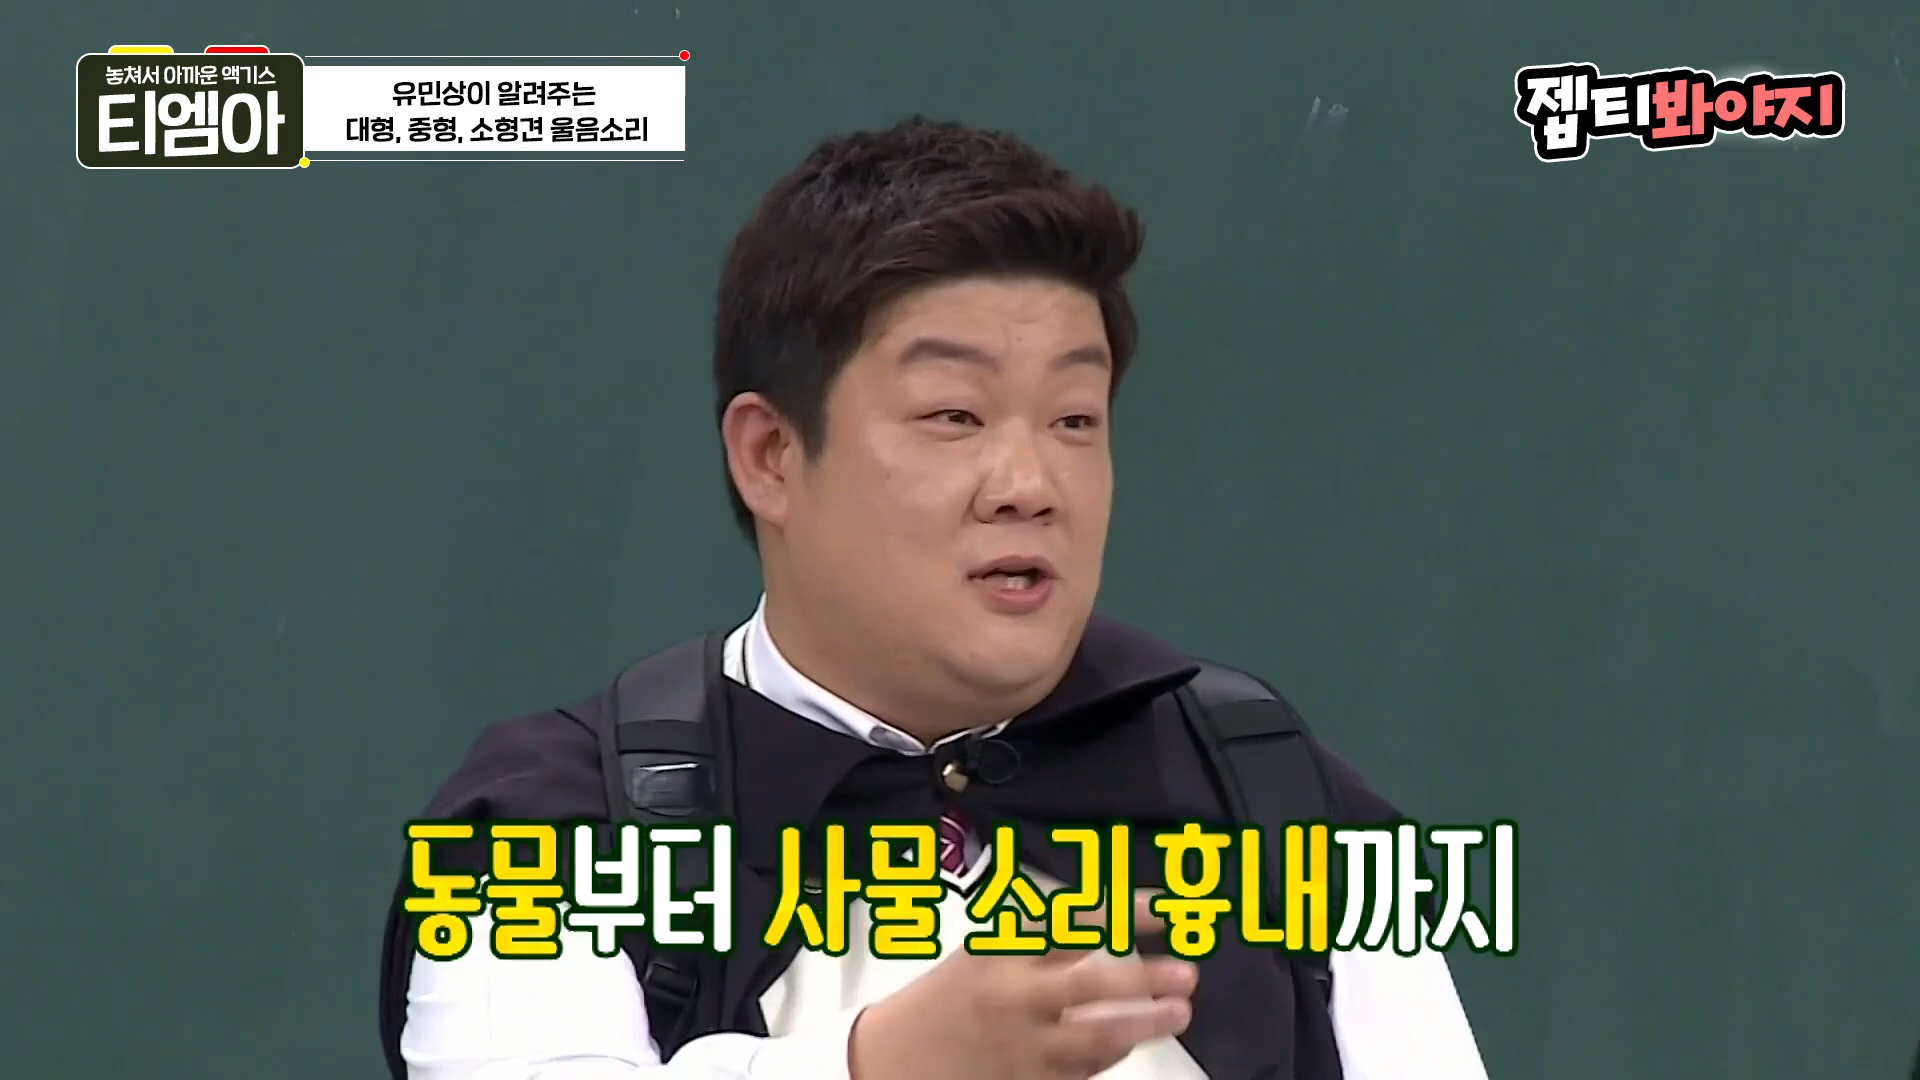 놓쳐서 아까운 액기스
티엠아
유민상이 알려주는
대형, 중형, 소형견 울음소리
젭티봐야지
동물부터 사물 소리 흉내까지